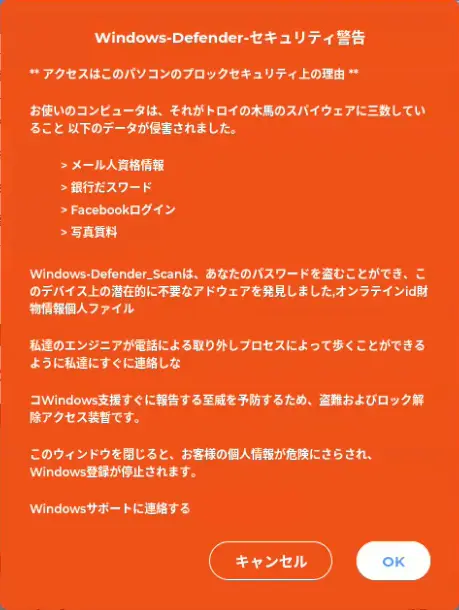 Windows-Defender-セキュリティ警告
** アクセスはこのパソコンのブロックセキュリティ上の理由 **
お使いのコンピュータは、それがトロイの木馬のスパイウェアに三数してい
ること 以下のデータが侵害されました。
> メール人資格情報
> 銀行だスワード
> Facebookログイン
> 写真質料
Windows-Defender_Scanは、あなたのパスワードを盗むことができ、こ
のデバイス上の潜在的に不要なアドウェアを発見しました,オンラテインid財
物情報個人ファイル
私達のエンジニアが電話による取り外しプロセスによって歩くことができる
ように私達にすぐに連絡しな
コWindows支援すぐに報告する至威を予防するため、盗難およびロック解
除アクセス装暂です。
このウィンドウを閉じると、お客様の個人情報が危険にさらされ、
Windows登録が停止されます。
Windowsサポートに連絡する
キャンセル
OK